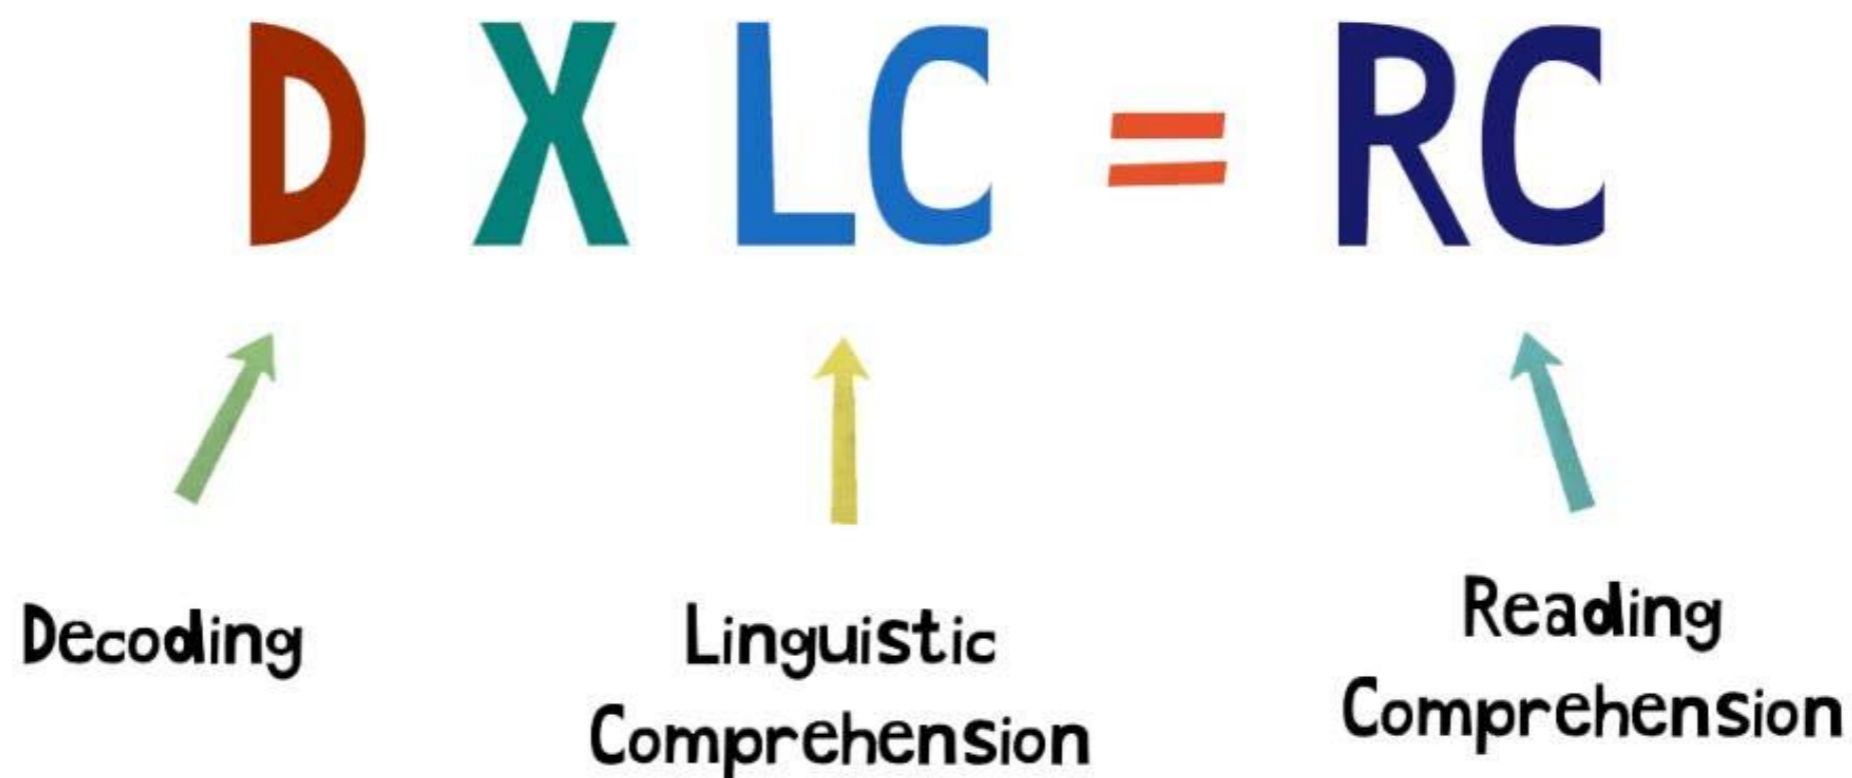 D X LC = RC
Decoding
Linguistic
Comprehension
Reading
Comprehension